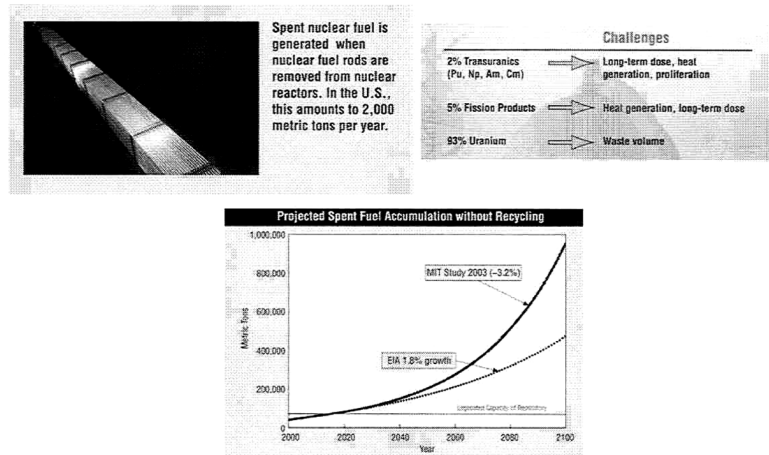 Spent nuclear fuel is
generated when
nuclear fuel rods are
removed from nuclear
reactors. In the U.S.,
this amounts to 2,000
metric tons per year.
Challenges
2% Transuranics
(Pu, Np, Am, Cm)
Long-term dose, heat
generation, proliferation
5% Fission Products
Heat generation, long-term dose
93% Uranium
Waste volume
Projected Spent Fuel Accumulation without Recycling
1,000,000
800,000
600,000
400,000
200,000
0
Metric Tons
MIT Study 2003 (~3.2%)
EIA 1.8% growth
Legislated Capacity of Repository
2000
2020
2040
2060
2080
2100
Year